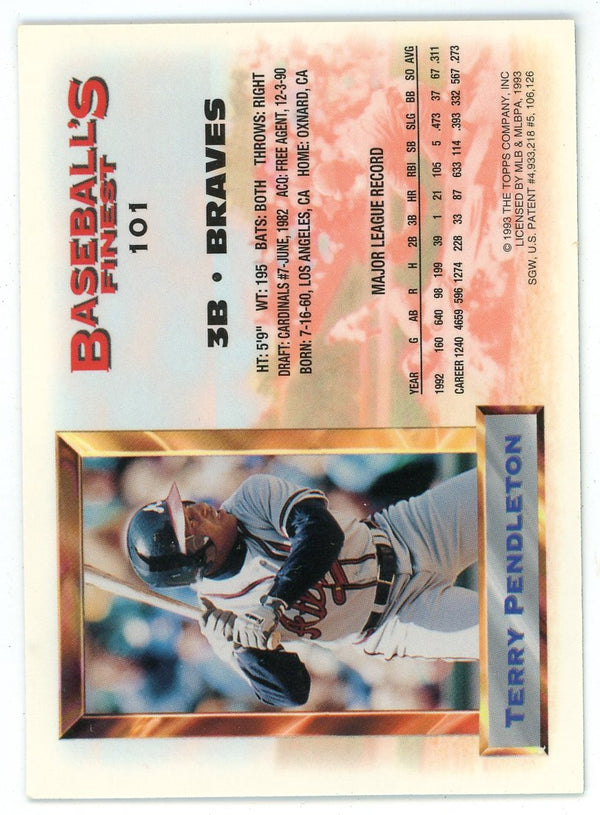 BASEBALL'S
FINEST
101
3B • BRAVES
HT: 5'9" WT: 195 BATS: BOTH THROWS: RIGHT
DRAFT: CARDINALS #7-JUNE, 1982 ACQ: FREE AGENT, 12-3-90
BORN: 7-16-60, LOS ANGELES, CA HOME: OXNARD, CA
MAJOR LEAGUE RECORD
YEAR G AB R H 2B 3B HR RBI SB SLG BB SO AVG
1992 160 640 98 199 39 1 21 105 5 .473 37 67 .311
CAREER 1240 4659 596 1274 228 33 87 633 114 .393 332 567 .273
© 1993 THE TOPPS COMPANY, INC
LICENSED BY MLB & MLBPA, 1993
SGW, U.S. PATENT #4,933,218 #5, 106,126
TERRY PENDLETON